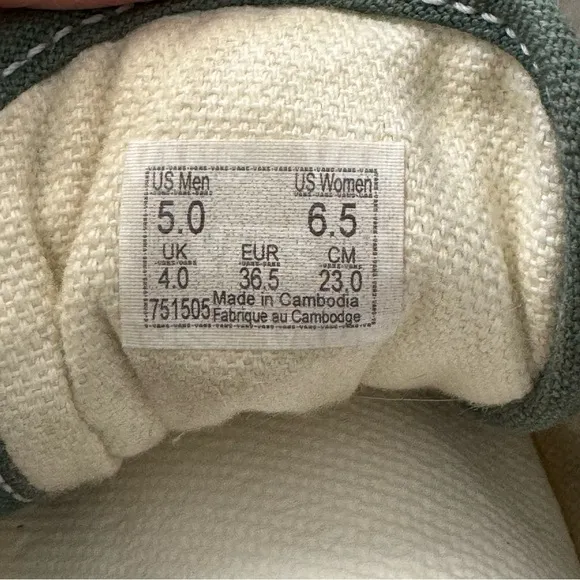 US Men US Women
5.0 6.5
UK EUR CM
4.0 36.5 23.0
751505 Made in Cambodia
Fabrique au Cambodge